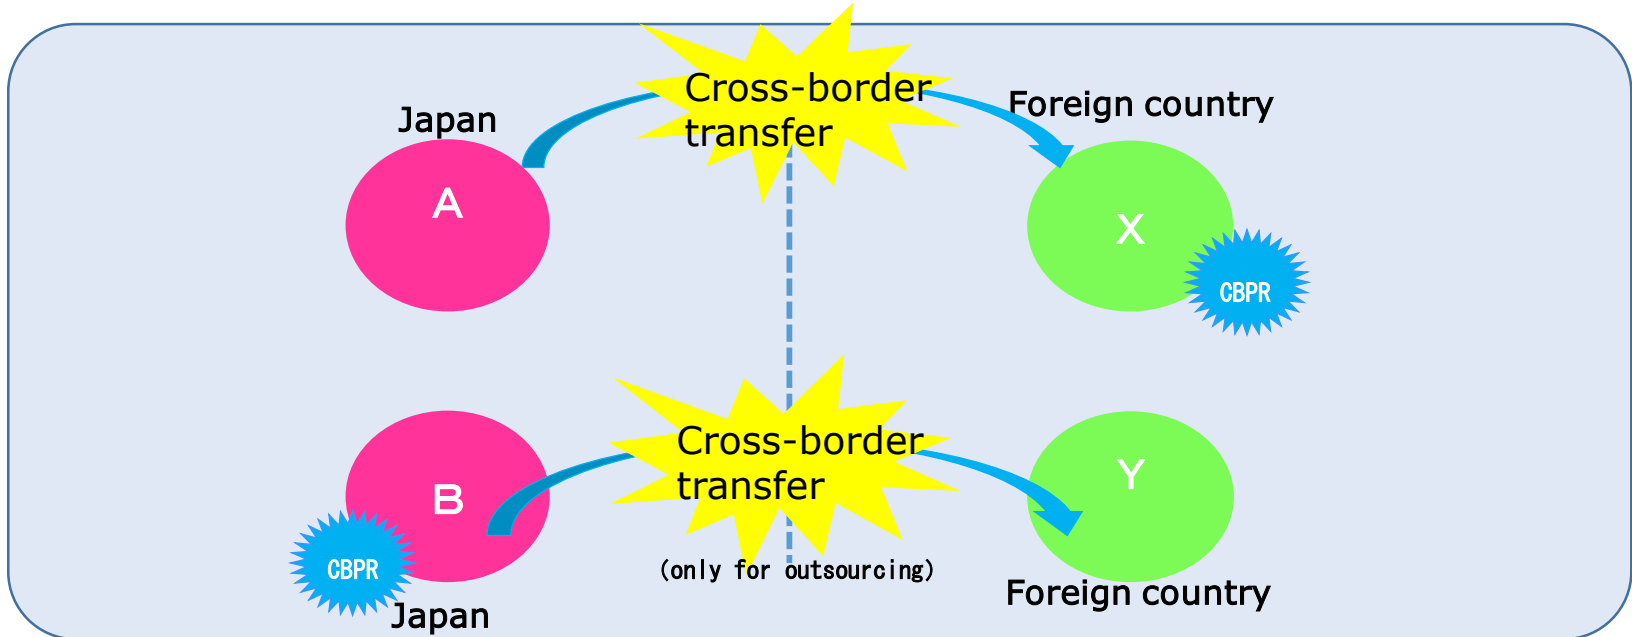 Cross-border
transfer
Japan
Foreign country
A
X
CBPR
Cross-border
transfer
B
Y
CBPR
(only for outsourcing)
Japan
Foreign country